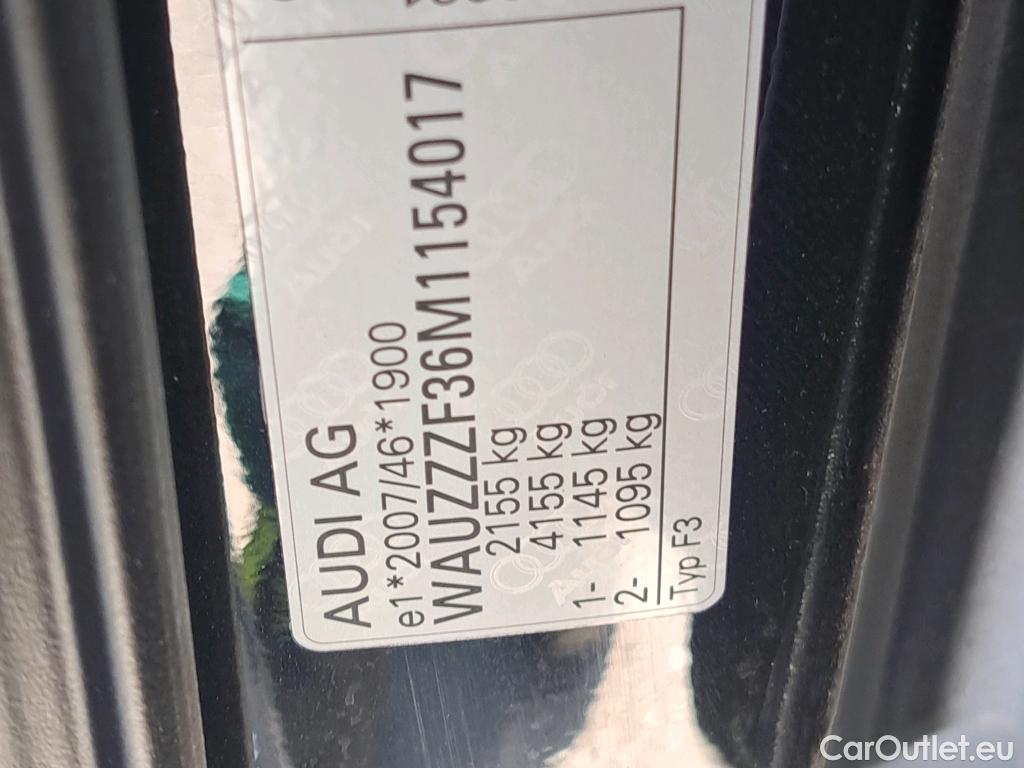 AUDI AG
e1*2007/46*1900
WAUZZZF36M1154017
2155 kg
4155 kg
1- 1145 kg
2- 1095 kg
Typ F3
CarOutlet.eu